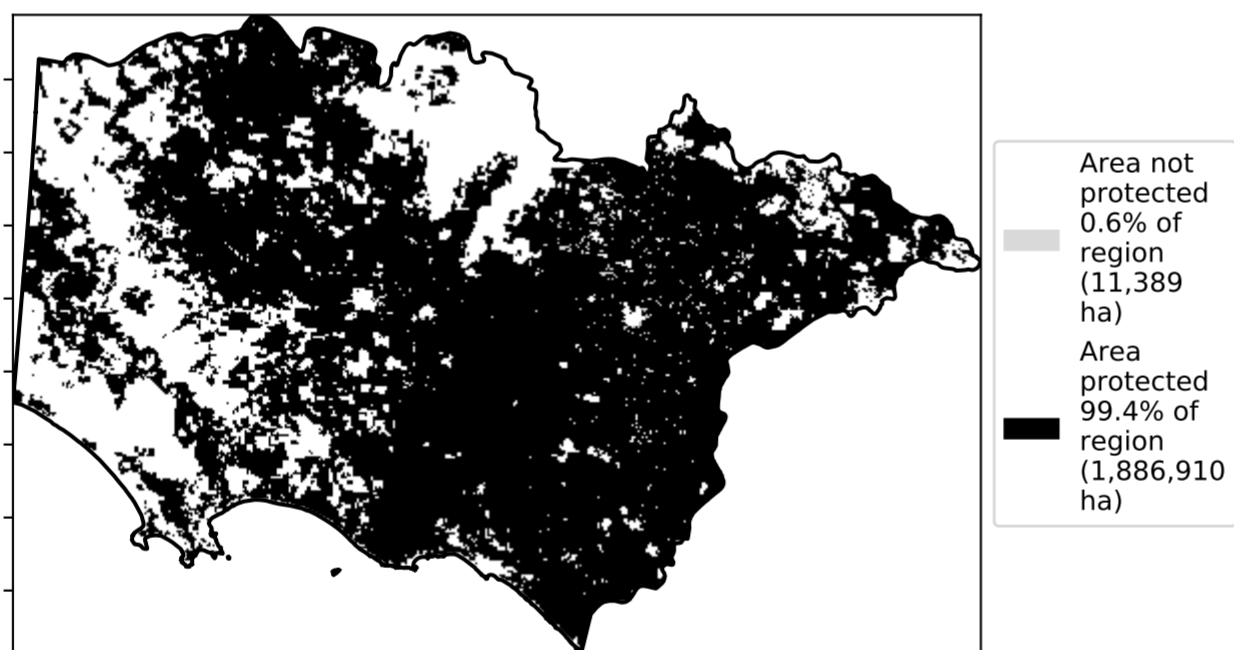 Area not
protected
0.6% of
region
(11,389
ha)
Area
protected
99.4% of
region
(1,886,910
ha)